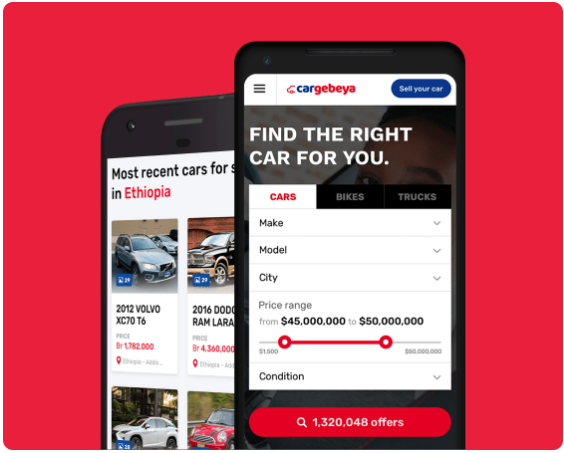 cargebeya
Sell your car
FIND THE RIGHT
CAR FOR YOU.
CARS
BIKES
TRUCKS
Make
Model
City
Price range
from $45,000,000 to $50,000,000
$1,500
$50,000,000
Condition
1,320,048 offers
Most recent cars for s
in Ethiopia
29
2012 VOLVO
XC70 T6
PRICE
Br 1,782,000
Ethiopia - Addis ...
29
2016 DODG
RAM LARA
PRICE
Br 4,360,000
Ethiopia - Addis
28